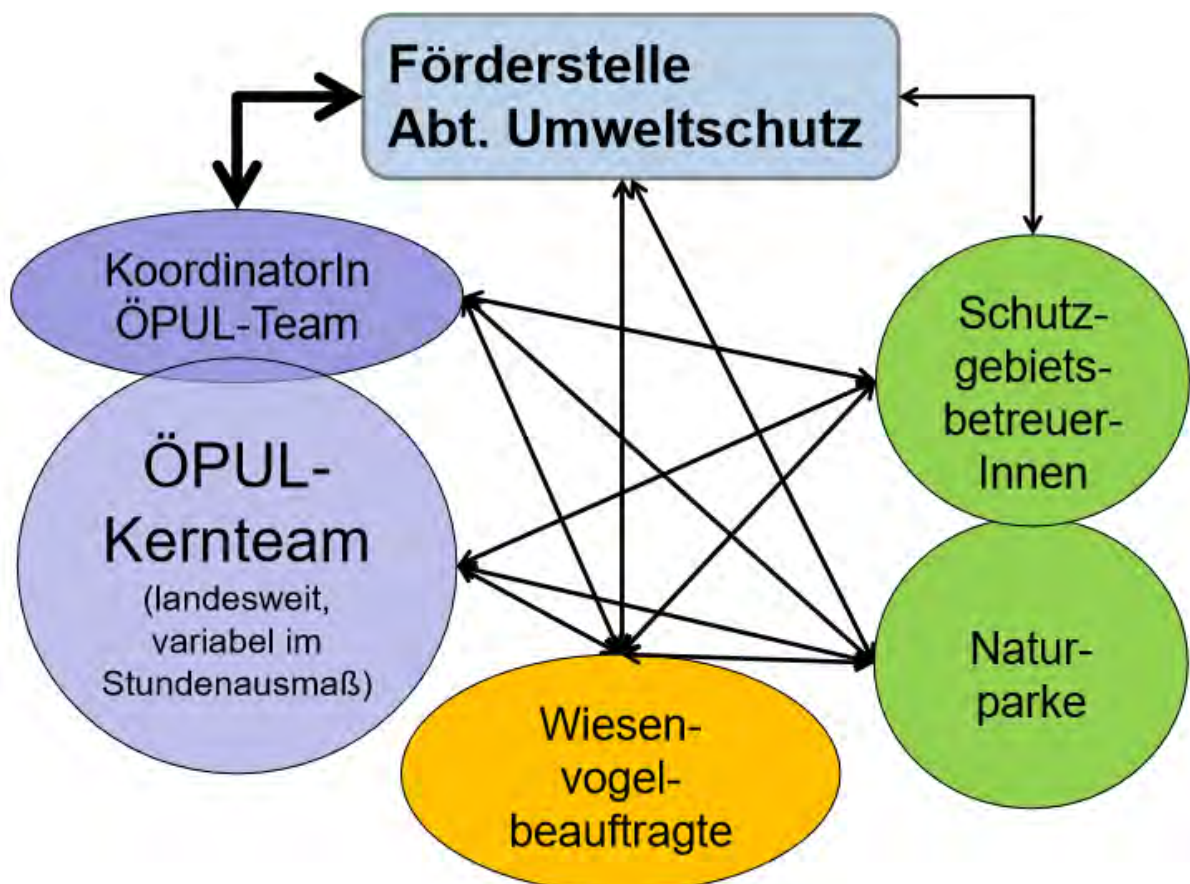 Förderstelle
Abt. Umweltschutz
KoordinatorIn
ÖPUL-Team
ÖPUL-
Kernteam
(landesweit,
variabel im
Stundenausmaß)
Wiesen-
vogel-
beauftragte
Schutz-
gebiets-
betreuer-
Innen
Natur-
parke